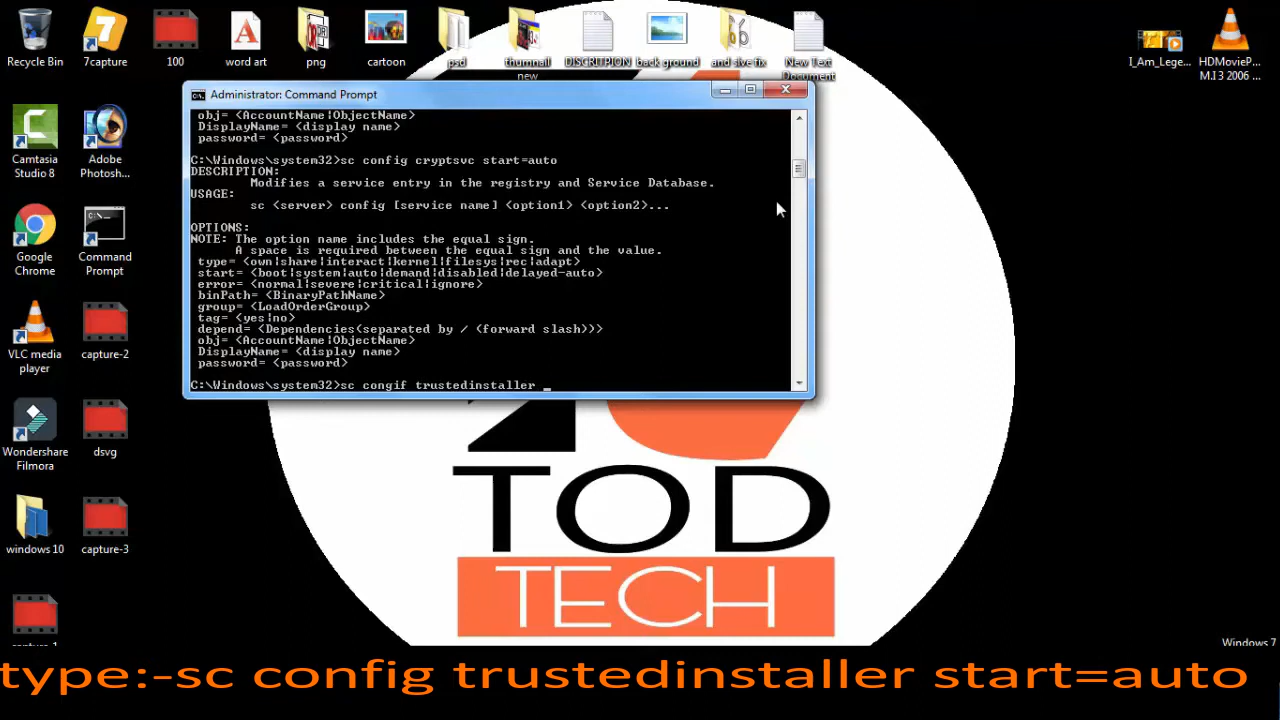 Recycle Bin
7capture
100
word art
png
cartoon
psd
thumnail
new
DISCRITPION
back ground
and sive fix
New Text
Document
I_Am_Lege...
HDMovieP...
M.I 3 2006 ...
Camtasia
Studio 8
Adobe
Photosh...
Google
Chrome
Command
Prompt
VLC media
player
capture-2
Wondershare
Filmora
dsvg
windows 10
capture-3
capture-1
Administrator: Command Prompt
obj= <AccountName|ObjectName>
DisplayName= <display name>
password= <password>
C:\Windows\system32>sc config cryptsvc start=auto
DESCRIPTION:
Modifies a service entry in the registry and Service Database.
USAGE:
sc <server> config [service name] <option1> <option2>...
OPTIONS:
NOTE: The option name includes the equal sign.
A space is required between the equal sign and the value.
type= <own|share|interact|kernel|filesys|rec|adapt>
start= <boot|system|auto|demand|disabled|delayed-auto>
error= <normal|severe|critical|ignore>
binPath= <BinaryPathName>
group= <LoadOrderGroup>
tag= <yes|no>
depend= <Dependencies(separated by / (forward slash))>
obj= <AccountName|ObjectName>
DisplayName= <display name>
password= <password>
C:\Windows\system32>sc congif trustedinstaller _
TOD
TECH
Windows 7
type:-sc config trustedinstaller start=auto